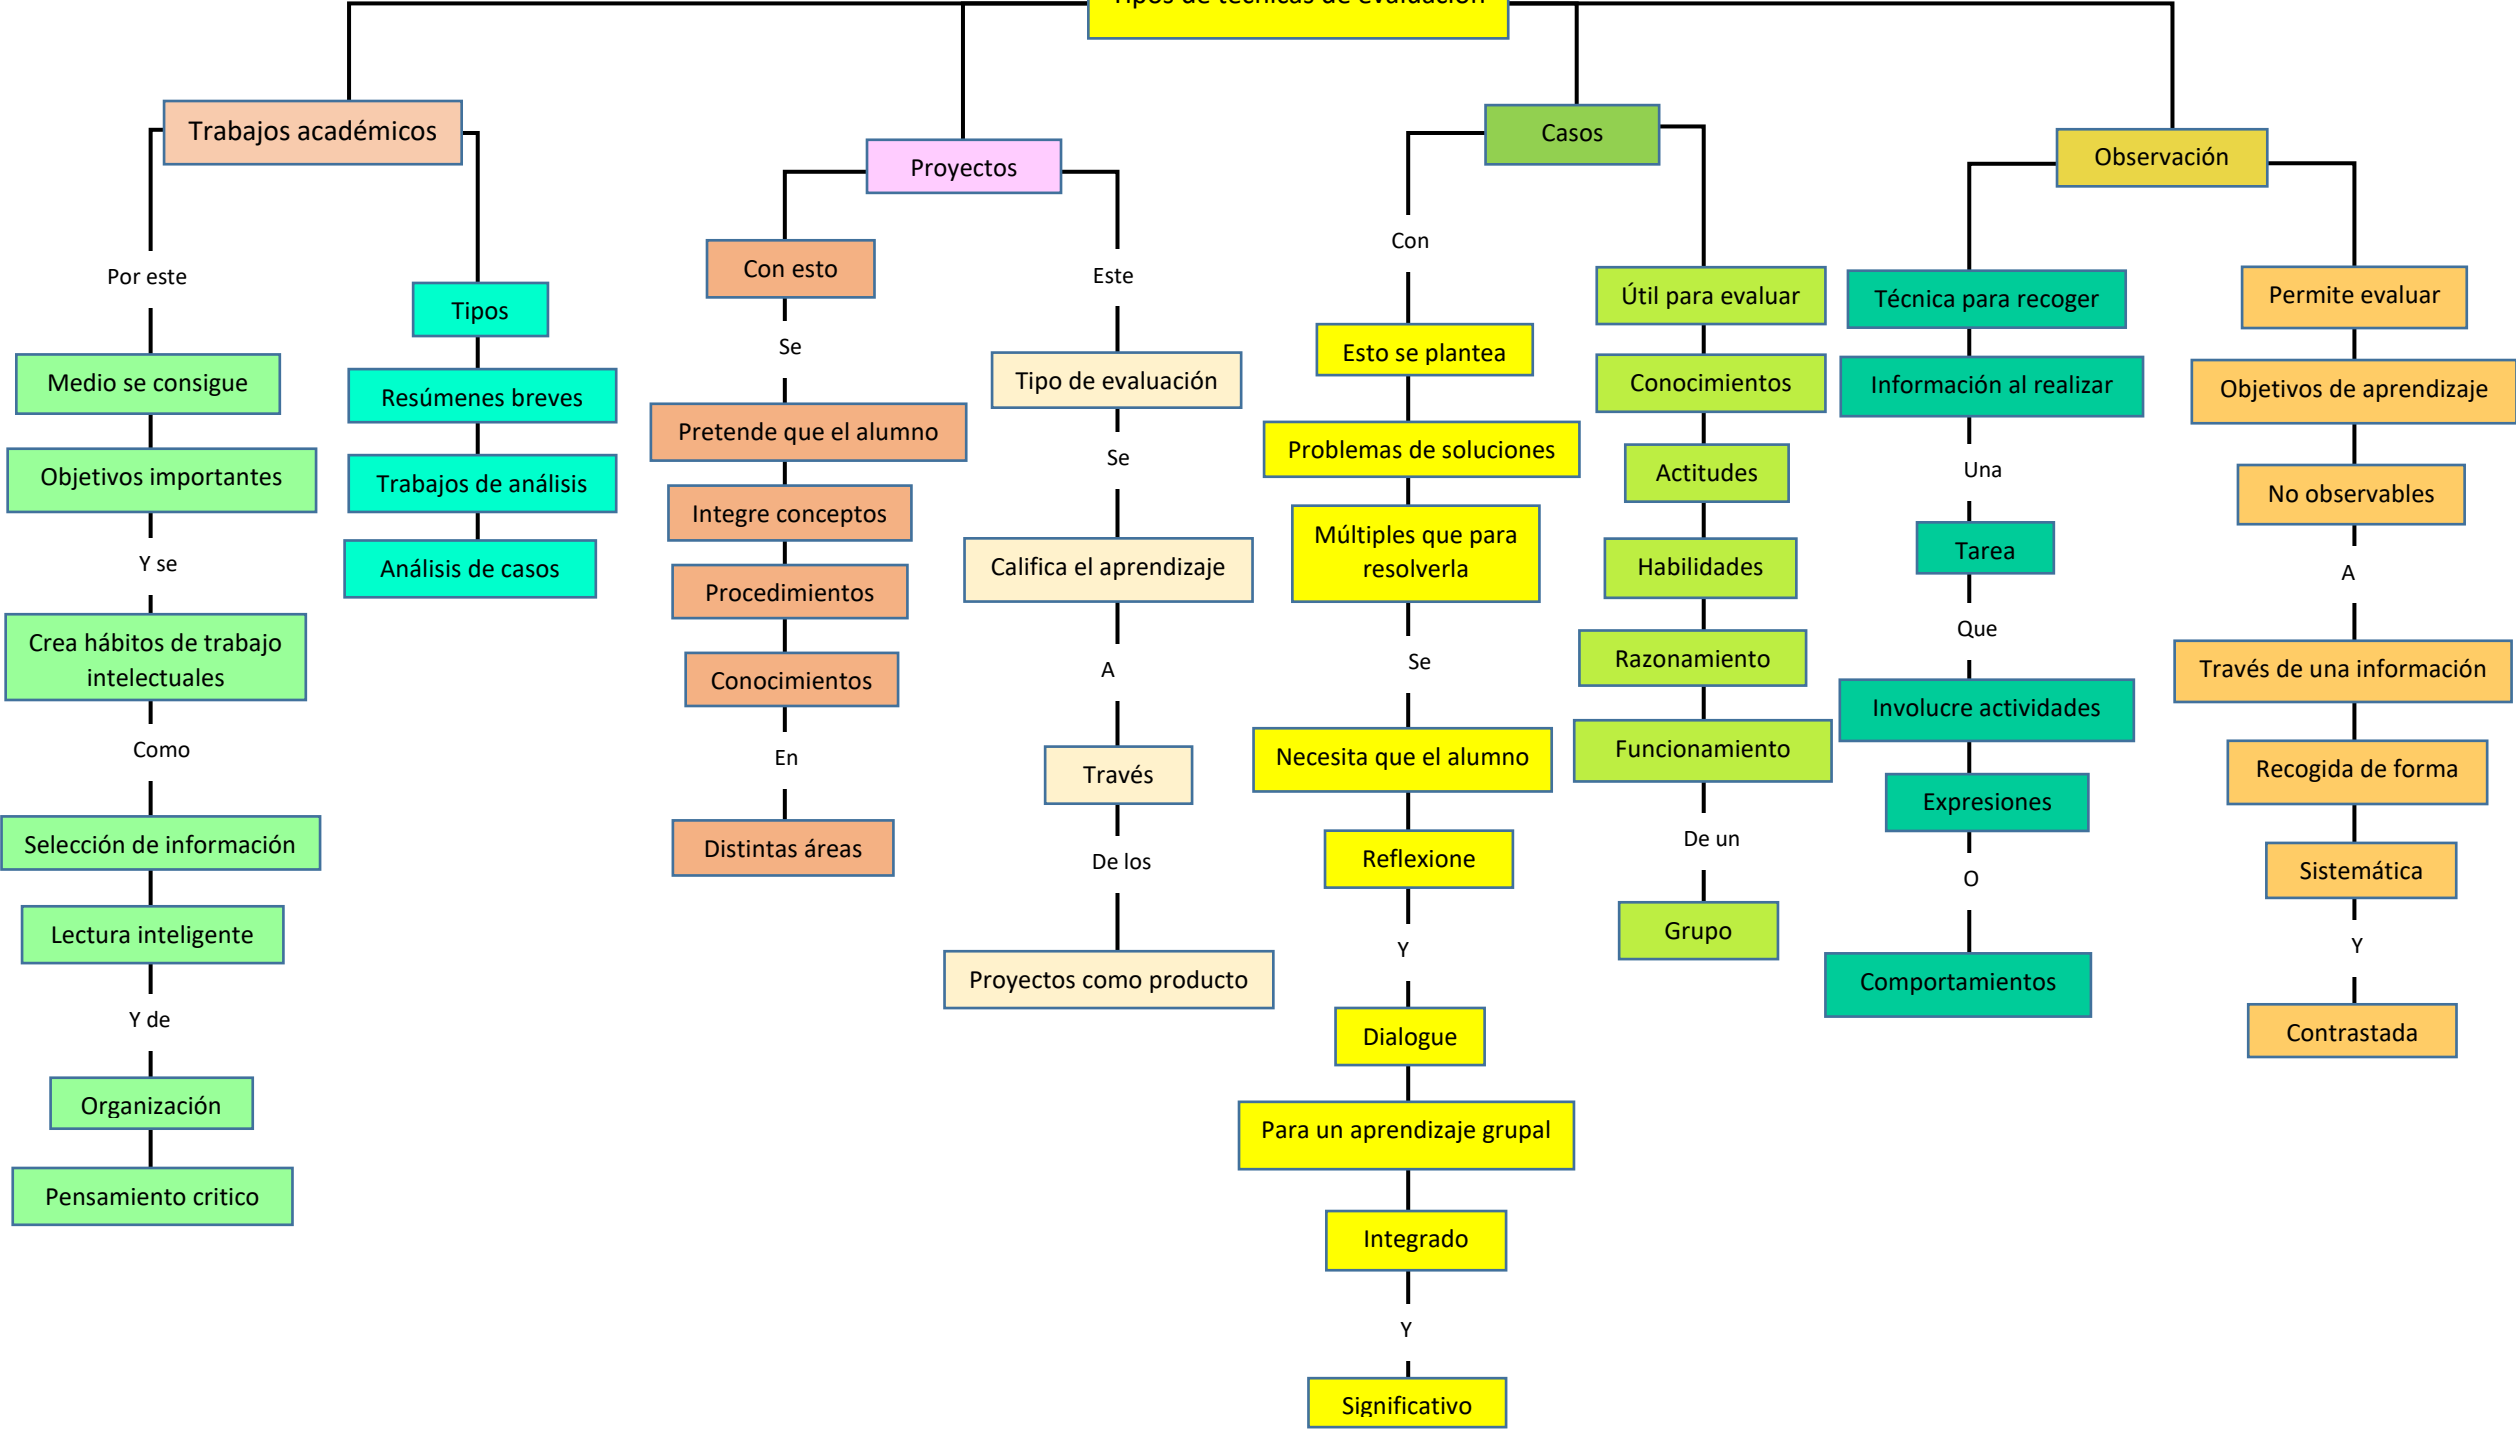 Tipos de técnicas de evaluación
Trabajos académicos
Por este
Medio se consigue
Objetivos importantes
Y se
Crea hábitos de trabajo
intelectuales
Como
Selección de información
Lectura inteligente
Y de
Organización
Pensamiento critico
Tipos
Resúmenes breves
Trabajos de análisis
Análisis de casos
Proyectos
Con esto
Se
Pretende que el alumno
Integre conceptos
Procedimientos
Conocimientos
En
Distintas áreas
Este
Tipo de evaluación
Se
Califica el aprendizaje
A
Través
De los
Proyectos como producto
Casos
Con
Esto se plantea
Problemas de soluciones
Múltiples que para
resolverla
Se
Necesita que el alumno
Reflexione
Y
Dialogue
Para un aprendizaje grupal
Integrado
Y
Significativo
Útil para evaluar
Conocimientos
Actitudes
Habilidades
Razonamiento
Funcionamiento
De un
Grupo
Observación
Técnica para recoger
Información al realizar
Una
Tarea
Que
Involucre actividades
Expresiones
O
Comportamientos
Permite evaluar
Objetivos de aprendizaje
No observables
A
Través de una información
Recogida de forma
Sistemática
Y
Contrastada